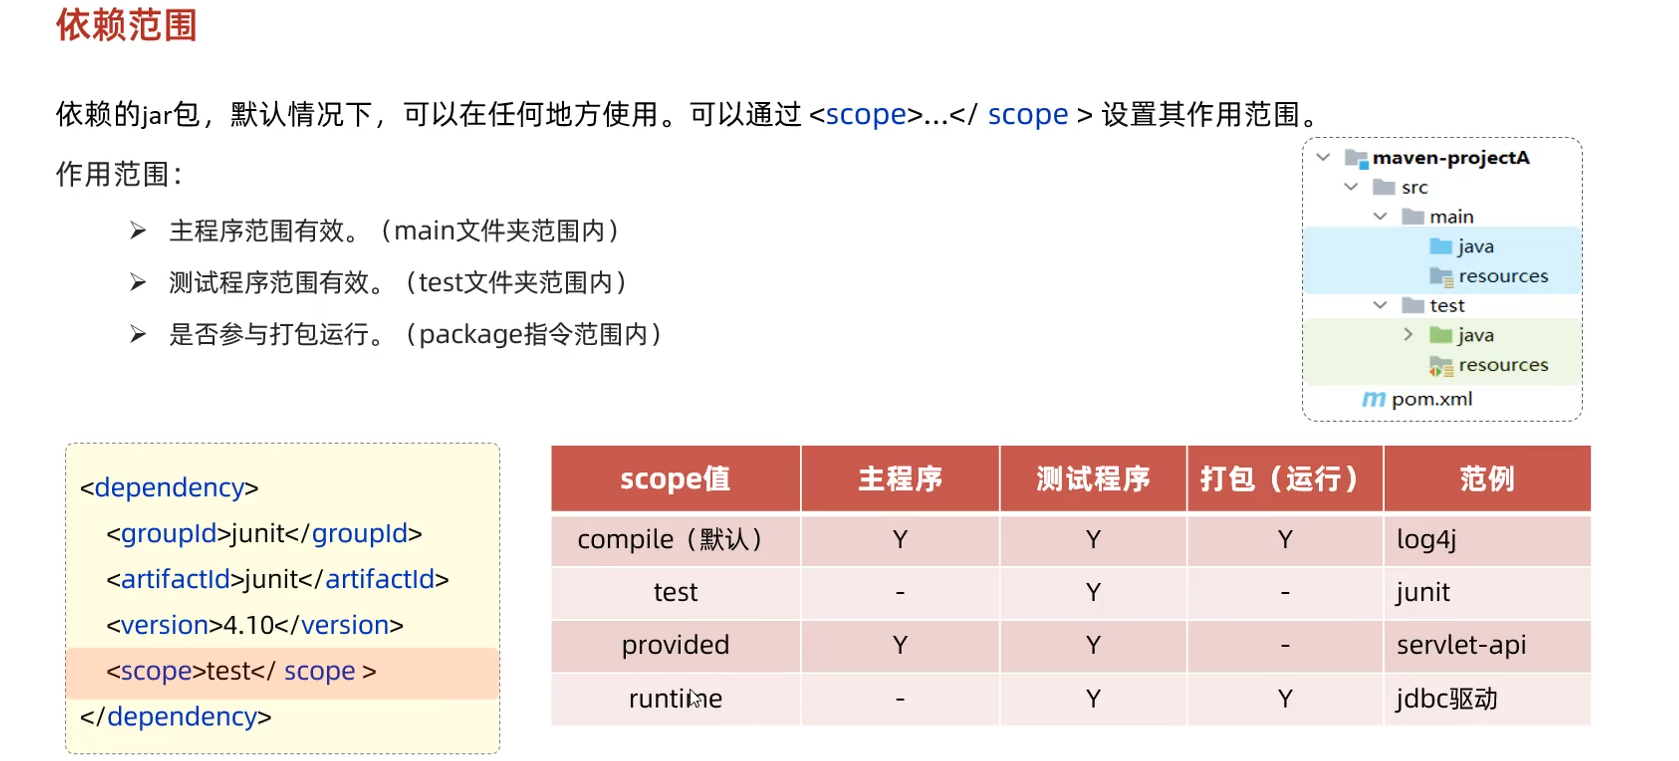 依赖范围
依赖的jar包，默认情况下，可以在任何地方使用。可以通过 <scope>...</ scope > 设置其作用范围。
作用范围：
主程序范围有效。（main文件夹范围内）
测试程序范围有效。（test文件夹范围内）
是否参与打包运行。（package指令范围内）
maven-projectA
src
main
java
resources
test
java
resources
pom.xml
<dependency>
<groupId>junit</groupId>
<artifactId>junit</artifactId>
<version>4.10</version>
<scope>test</ scope >
</dependency>
scope值 主程序 测试程序 打包（运行） 范例
compile（默认） Y Y Y log4j
test - Y - junit
provided Y Y - servlet-api
runtime - Y Y jdbc驱动